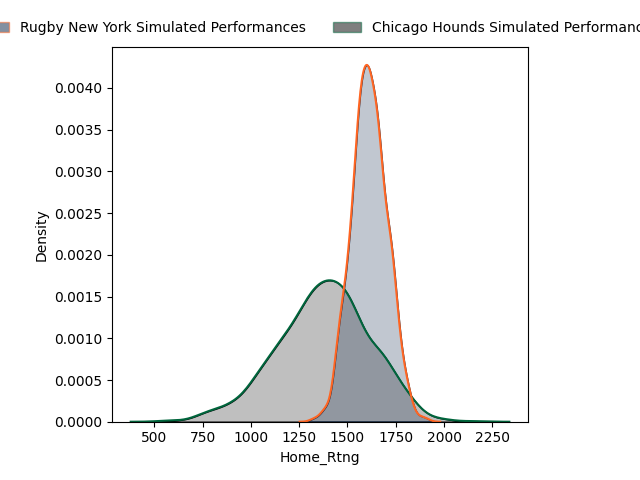 Rugby New York Simulated Performances
Chicago Hounds Simulated
0.0040
0.0035
0.0030
0.0025
0.0020
0.0015
0.0010
0.0005
0.0000
Density
500 750 1000 1250 1500 1750 2000 2250
Home_Rtng